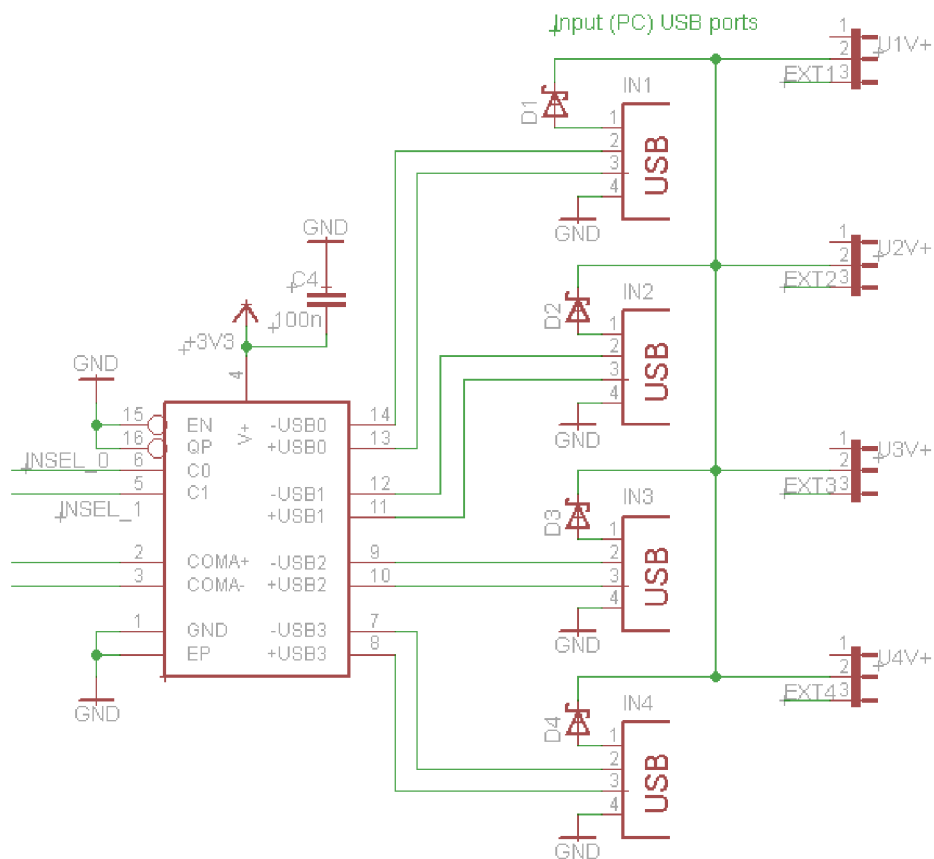 Input (PC) USB ports
1
2
3
U1V+
EXT1
D1
IN1
1
2
3
4
USB
GND
GND
C4
100n
+3V3
4
GND
1
2
3
U2V+
EXT2
D2
IN2
1
2
3
4
USB
GND
15
16
6
5
2
3
1
EN
QP
C0
C1
COMA+
COMA-
GND
EP
V+
-USB0
+USB0
-USB1
+USB1
-USB2
+USB2
-USB3
+USB3
14
13
12
11
9
10
7
8
INSEL_0
INSEL_1
GND
1
2
3
U3V+
EXT3
D3
IN3
1
2
3
4
USB
GND
1
2
3
U4V+
EXT4
D4
IN4
1
2
3
4
USB
GND